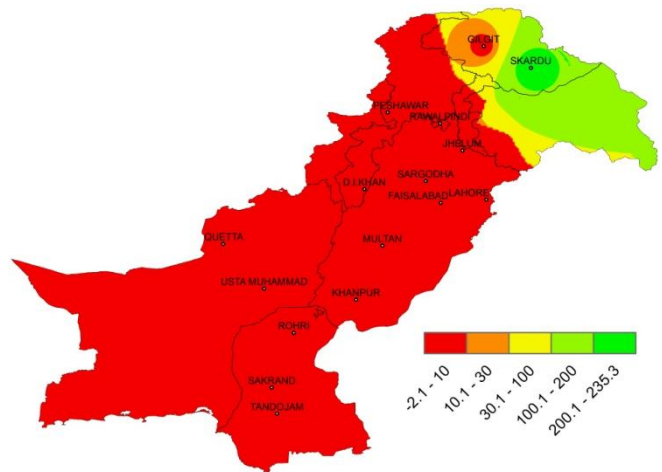 GILGIT
SKARDU
PESHAWAR
RAWALPINDI
JHBLUM
SARGODHA
D.I.KHAN
FAISALABAD
LAHORE
QUETTA
MULTAN
USTA MUHAMMAD
KHANPUR
ROHRI
SAKRAND
TANDOJAM
-2.1 - 10
10.1 - 30
30.1 - 100
100.1 - 200
200.1 - 235.3